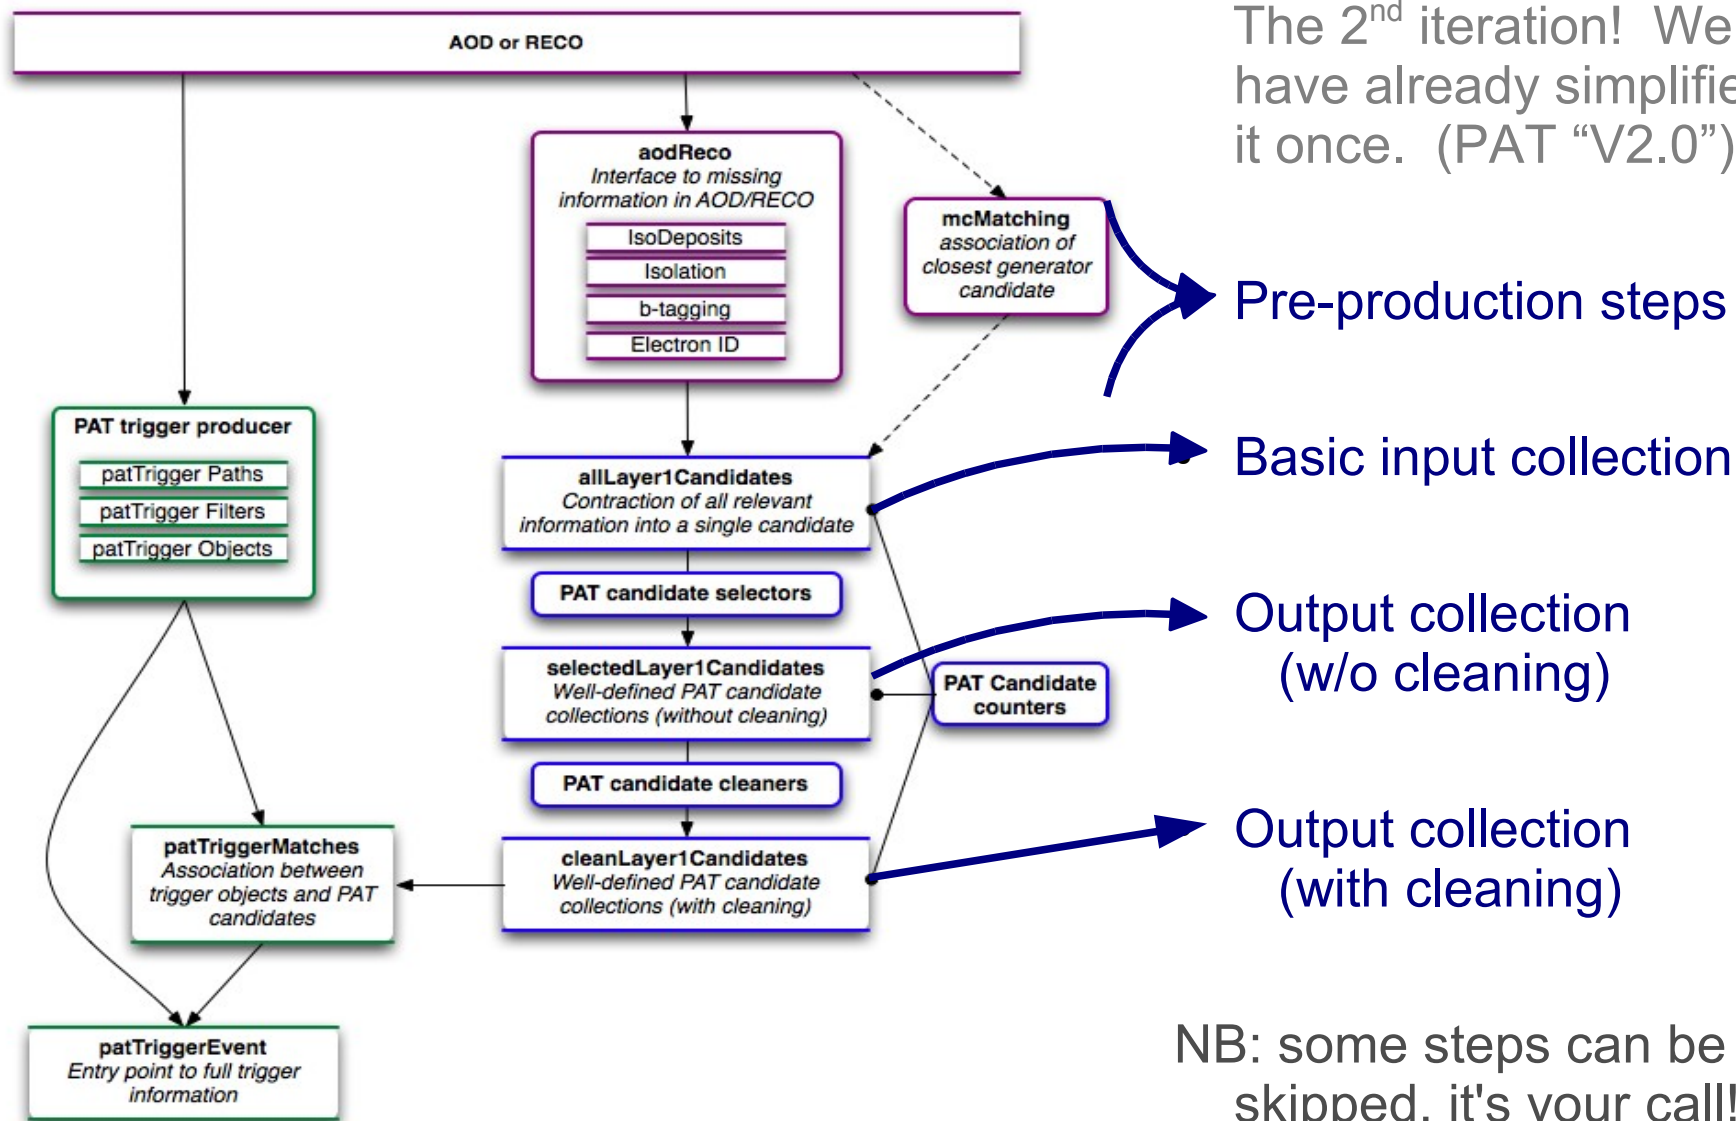 AOD or RECO
The 2nd iteration! We
have already simplifie
it once. (PAT “V2.0”)
aodReco
Interface to missing
information in AOD/RECO
IsoDeposits
Isolation
b-tagging
Electron ID
mcMatching
association of
closest generator
candidate
Pre-production steps
PAT trigger producer
patTrigger Paths
patTrigger Filters
patTrigger Objects
allLayer1Candidates
Contraction of all relevant
information into a single candidate
Basic input collection
PAT candidate selectors
selectedLayer1Candidates
Well-defined PAT candidate
collections (without cleaning)
PAT Candidate
counters
Output collection
(w/o cleaning)
PAT candidate cleaners
cleanLayer1Candidates
Well-defined PAT candidate
collections (with cleaning)
Output collection
(with cleaning)
patTriggerMatches
Association between
trigger objects and PAT
candidates
patTriggerEvent
Entry point to full trigger
information
NB: some steps can be
skipped, it's your call!